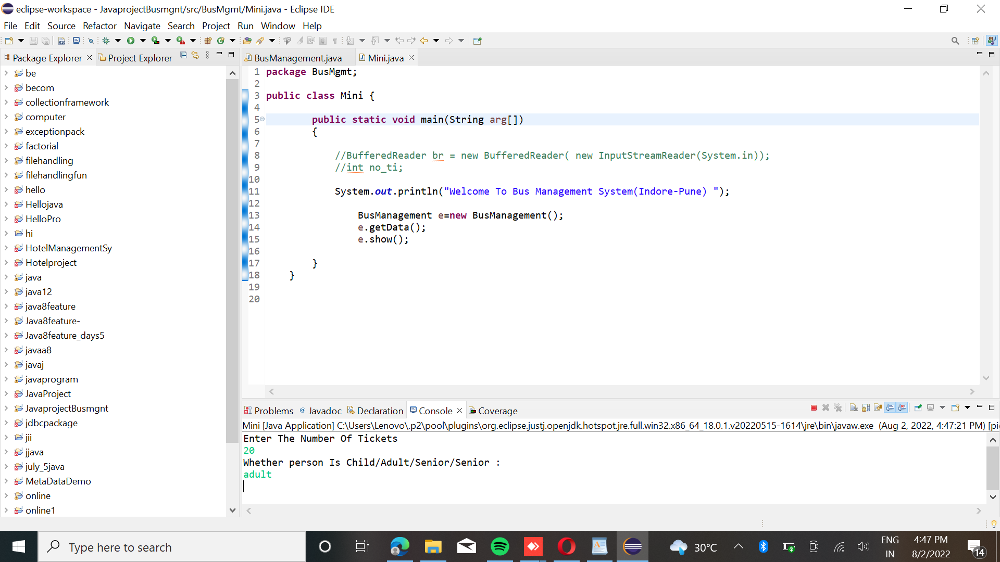 eclipse-workspace - JavaprojectBusmgnt/src/BusMgmt/Mini.java - Eclipse IDE
File Edit Source Refactor Navigate Search Project Run Window Help
Package Explorer Project Explorer
be
becom
collectionframework
computer
exceptionpack
factorial
filehandling
filehandlingfun
hello
Hellojava
HelloPro
hi
HotelManagementSy
Hotelproject
java
java12
java8feature
Java8feature-
Java8feature_days5
javaa8
javaj
javaprogram
JavaProject
JavaprojectBusmgnt
jdbcpackage
jii
jjava
july_5java
MetaDataDemo
online
online1
BusManagement.java Mini.java
1 package BusMgmt;
2
3 public class Mini {
4
5 public static void main(String arg[])
6 {
7
8 //BufferedReader br = new BufferedReader( new InputStreamReader(System.in));
9 //int no_ti;
10
11 System.out.println("Welcome To Bus Management System(Indore-Pune) ");
12
13 BusManagement e=new BusManagement();
14 e.getData();
15 e.show();
16
17 }
18 }
19
20
Problems @ Javadoc Declaration Console Coverage
Mini [Java Application] C:\Users\Lenovo\.p2\pool\plugins\org.eclipse.justj.openjdk.hotspot.jre.full.win32.x86_64_18.0.1.v20220515-1614\jre\bin\javaw.exe (Aug 2, 2022, 4:47:21 PM) [pi
Enter The Number Of Tickets
20
Whether person Is Child/Adult/Senior/Senior :
adult
Type here to search
30°C
ENG
IN
4:47 PM
8/2/2022
14